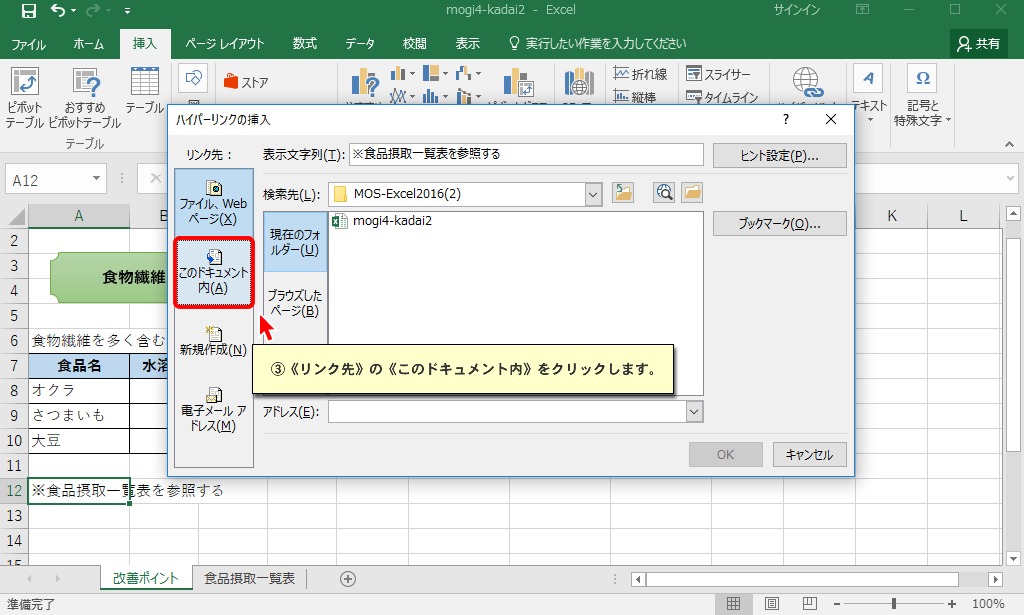 mogi4-kadai2 - Excel
サインイン
ファイル
ホーム
挿入
ページ レイアウト
数式
データ
校閲
表示
実行したい作業を入力してください
共有
ピボット
テーブル
おすすめ
ピボットテーブル
テーブル
テーブル
ストア
折れ線
縦棒
スライサー
タイムライン
テキスト
Ω
記号と
特殊文字
A12
ハイパーリンクの挿入
?
リンク先：
表示文字列(T):
※食品摂取一覧表を参照する
ヒント設定(P)...
ファイル、Web
ページ(X)
検索先(L):
MOS-Excel2016(2)
ブックマーク(O)...
このドキュメント
内(A)
現在のフォ
ルダー(U)
mogi4-kadai2
ブラウズした
ページ(B)
新規作成(N)
③《リンク先》の《このドキュメント内》をクリックします。
電子メール ア
ドレス(M)
アドレス(E):
OK
キャンセル
A
B
K
L
2
3
食物繊維
4
5
6
食物繊維を多く含む
7
食品名
水溶
8
オクラ
9
さつまいも
10
大豆
11
12
※食品摂取一覧表を参照する
13
14
15
改善ポイント
食品摂取一覧表
準備完了
100%